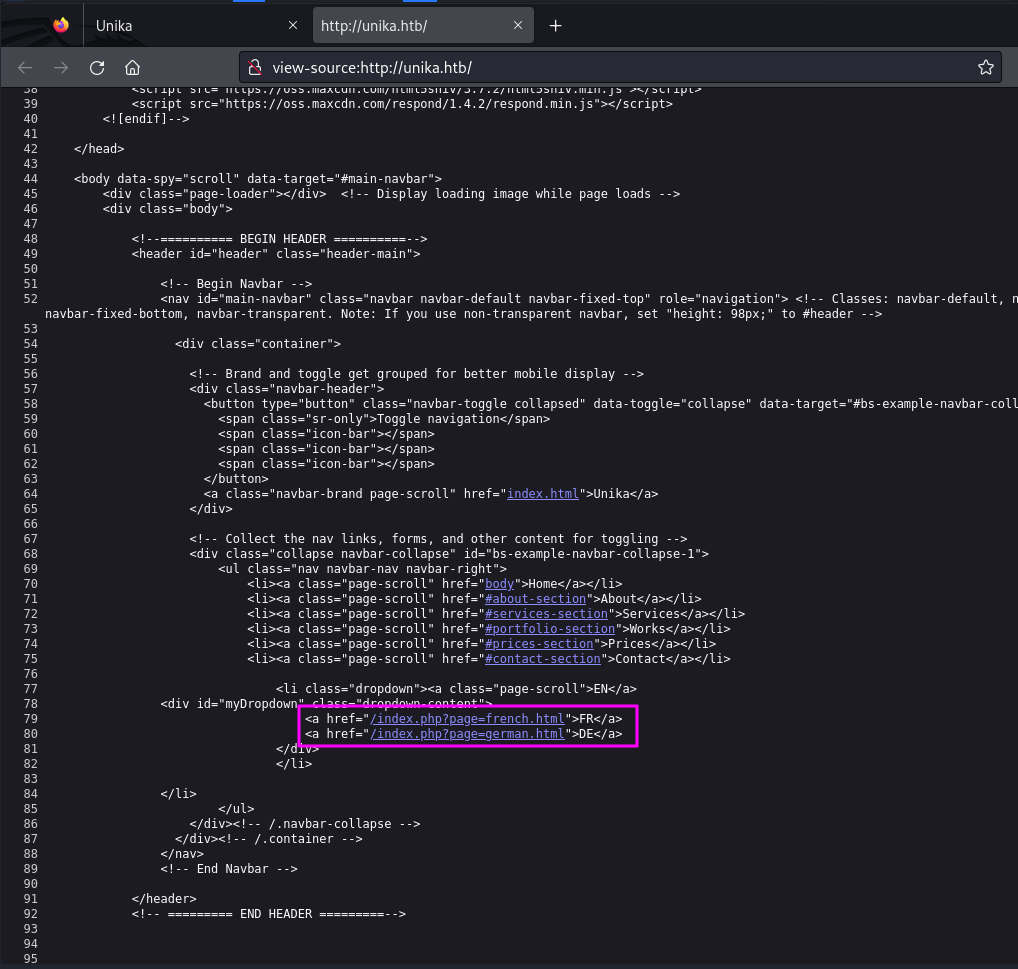 Unika
http://unika.htb/
view-source:http://unika.htb/
38 <script src="https://oss.maxcdn.com/html5shiv/3.7.2/html5shiv.min.js"></script>
39 <script src="https://oss.maxcdn.com/respond/1.4.2/respond.min.js"></script>
40 <![endif]-->
41
42 </head>
43
44 <body data-spy="scroll" data-target="#main-navbar">
45 <div class="page-loader"></div>  <!-- Display loading image while page loads -->
46 <div class="body">
47
48 <!--========== BEGIN HEADER ==========-->
49 <header id="header" class="header-main">
50
51 <!-- Begin Navbar -->
52 <nav id="main-navbar" class="navbar navbar-default navbar-fixed-top" role="navigation"> <!-- Classes: navbar-default, n
navbar-fixed-bottom, navbar-transparent. Note: If you use non-transparent navbar, set "height: 98px;" to #header -->
53
54 <div class="container">
55
56 <!-- Brand and toggle get grouped for better mobile display -->
57 <div class="navbar-header">
58 <button type="button" class="navbar-toggle collapsed" data-toggle="collapse" data-target="#bs-example-navbar-coll
59 <span class="sr-only">Toggle navigation</span>
60 <span class="icon-bar"></span>
61 <span class="icon-bar"></span>
62 <span class="icon-bar"></span>
63 </button>
64 <a class="navbar-brand page-scroll" href="index.html">Unika</a>
65 </div>
66
67 <!-- Collect the nav links, forms, and other content for toggling -->
68 <div class="collapse navbar-collapse" id="bs-example-navbar-collapse-1">
69 <ul class="nav navbar-nav navbar-right">
70 <li><a class="page-scroll" href="body">Home</a></li>
71 <li><a class="page-scroll" href="#about-section">About</a></li>
72 <li><a class="page-scroll" href="#services-section">Services</a></li>
73 <li><a class="page-scroll" href="#portfolio-section">Works</a></li>
74 <li><a class="page-scroll" href="#prices-section">Prices</a></li>
75 <li><a class="page-scroll" href="#contact-section">Contact</a></li>
76
77 <li class="dropdown"><a class="page-scroll">EN</a>
78 <div id="myDropdown" class="dropdown-content">
79 <a href="/index.php?page=french.html">FR</a>
80 <a href="/index.php?page=german.html">DE</a>
81 </div>
82 </li>
83
84 </li>
85 </ul>
86 </div><!-- /.navbar-collapse -->
87 </div><!-- /.container -->
88 </nav>
89 <!-- End Navbar -->
90
91 </header>
92 <!-- ========= END HEADER =========-->
93
94
95